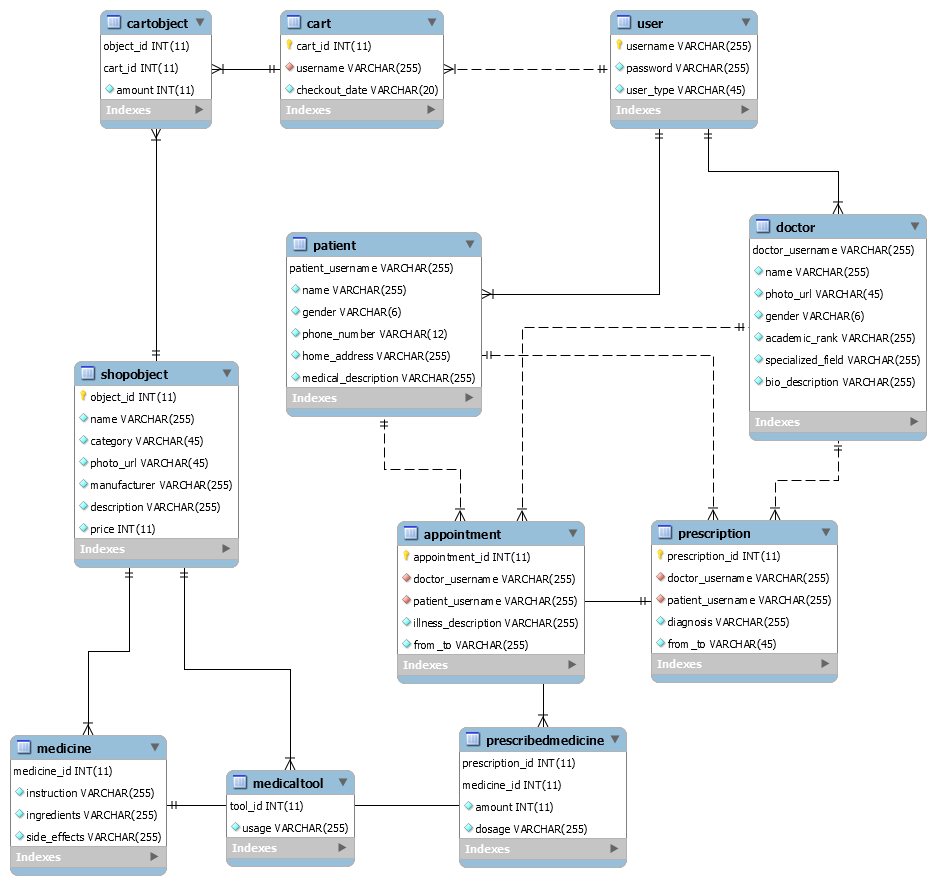 cartobject
object_id INT(11)
cart_id INT(11)
amount INT(11)
Indexes
cart
cart_id INT(11)
username VARCHAR(255)
checkout_date VARCHAR(20)
Indexes
user
username VARCHAR(255)
password VARCHAR(255)
user_type VARCHAR(45)
Indexes
patient
patient_username VARCHAR(255)
name VARCHAR(255)
gender VARCHAR(6)
phone_number VARCHAR(12)
home_address VARCHAR(255)
medical_description VARCHAR(255)
Indexes
doctor
doctor_username VARCHAR(255)
name VARCHAR(255)
photo_url VARCHAR(45)
gender VARCHAR(6)
academic_rank VARCHAR(255)
specialized_field VARCHAR(255)
bio_description VARCHAR(255)
Indexes
shopobject
object_id INT(11)
name VARCHAR(255)
category VARCHAR(45)
photo_url VARCHAR(45)
manufacturer VARCHAR(255)
description VARCHAR(255)
price INT(11)
Indexes
appointment
appointment_id INT(11)
doctor_username VARCHAR(255)
patient_username VARCHAR(255)
illness_description VARCHAR(255)
from_to VARCHAR(255)
Indexes
prescription
prescription_id INT(11)
doctor_username VARCHAR(255)
patient_username VARCHAR(255)
diagnosis VARCHAR(255)
from_to VARCHAR(45)
Indexes
medicine
medicine_id INT(11)
instruction VARCHAR(255)
ingredients VARCHAR(255)
side_effects VARCHAR(255)
Indexes
medicaltool
tool_id INT(11)
usage VARCHAR(255)
Indexes
prescribedmedicine
prescription_id INT(11)
medicine_id INT(11)
amount INT(11)
dosage VARCHAR(255)
Indexes